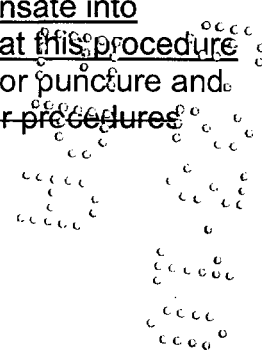 nsate into
at this procedure
or puncture and
r procedures